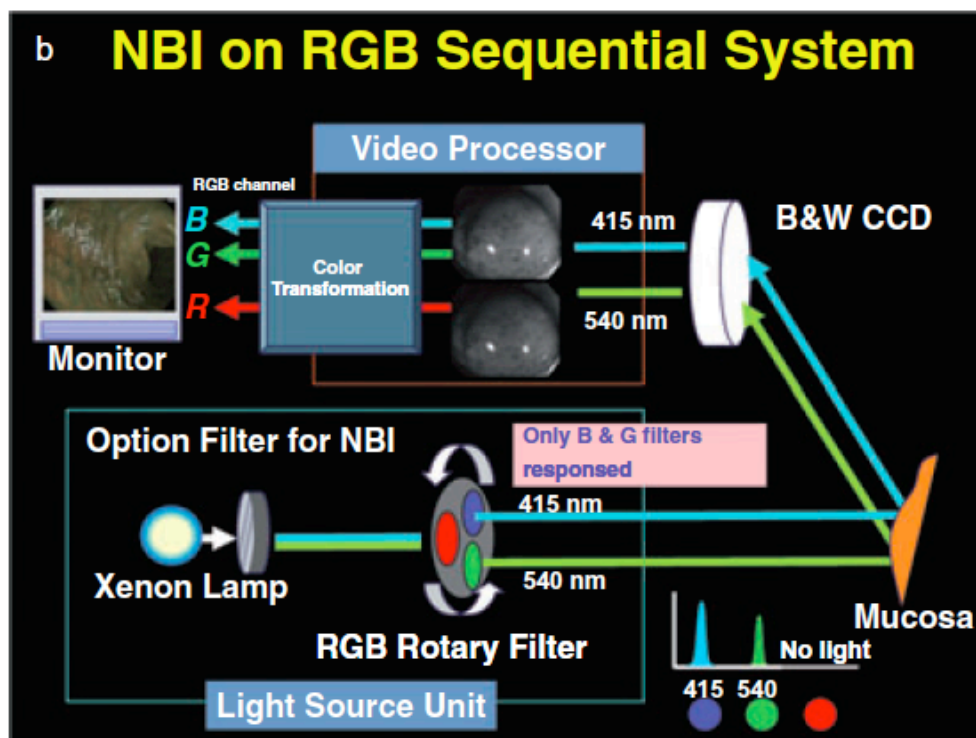 b
NBI on RGB Sequential System
Video Processor
RGB channel
B
G
R
Color
Transformation
415 nm
540 nm
B&W CCD
Monitor
Option Filter for NBI
Only B & G filters
responsed
415 nm
540 nm
Xenon Lamp
RGB Rotary Filter
Mucosa
No light
415 540
Light Source Unit